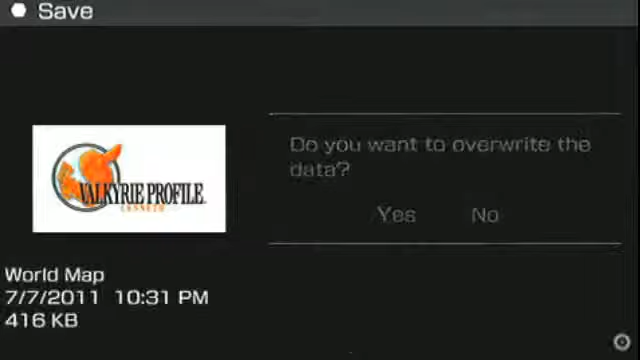 Save
Do you want to overwrite the
data?
Yes No
VALKYRIE PROFILE
LENNETH
World Map
7/7/2011 10:31 PM
416 KB